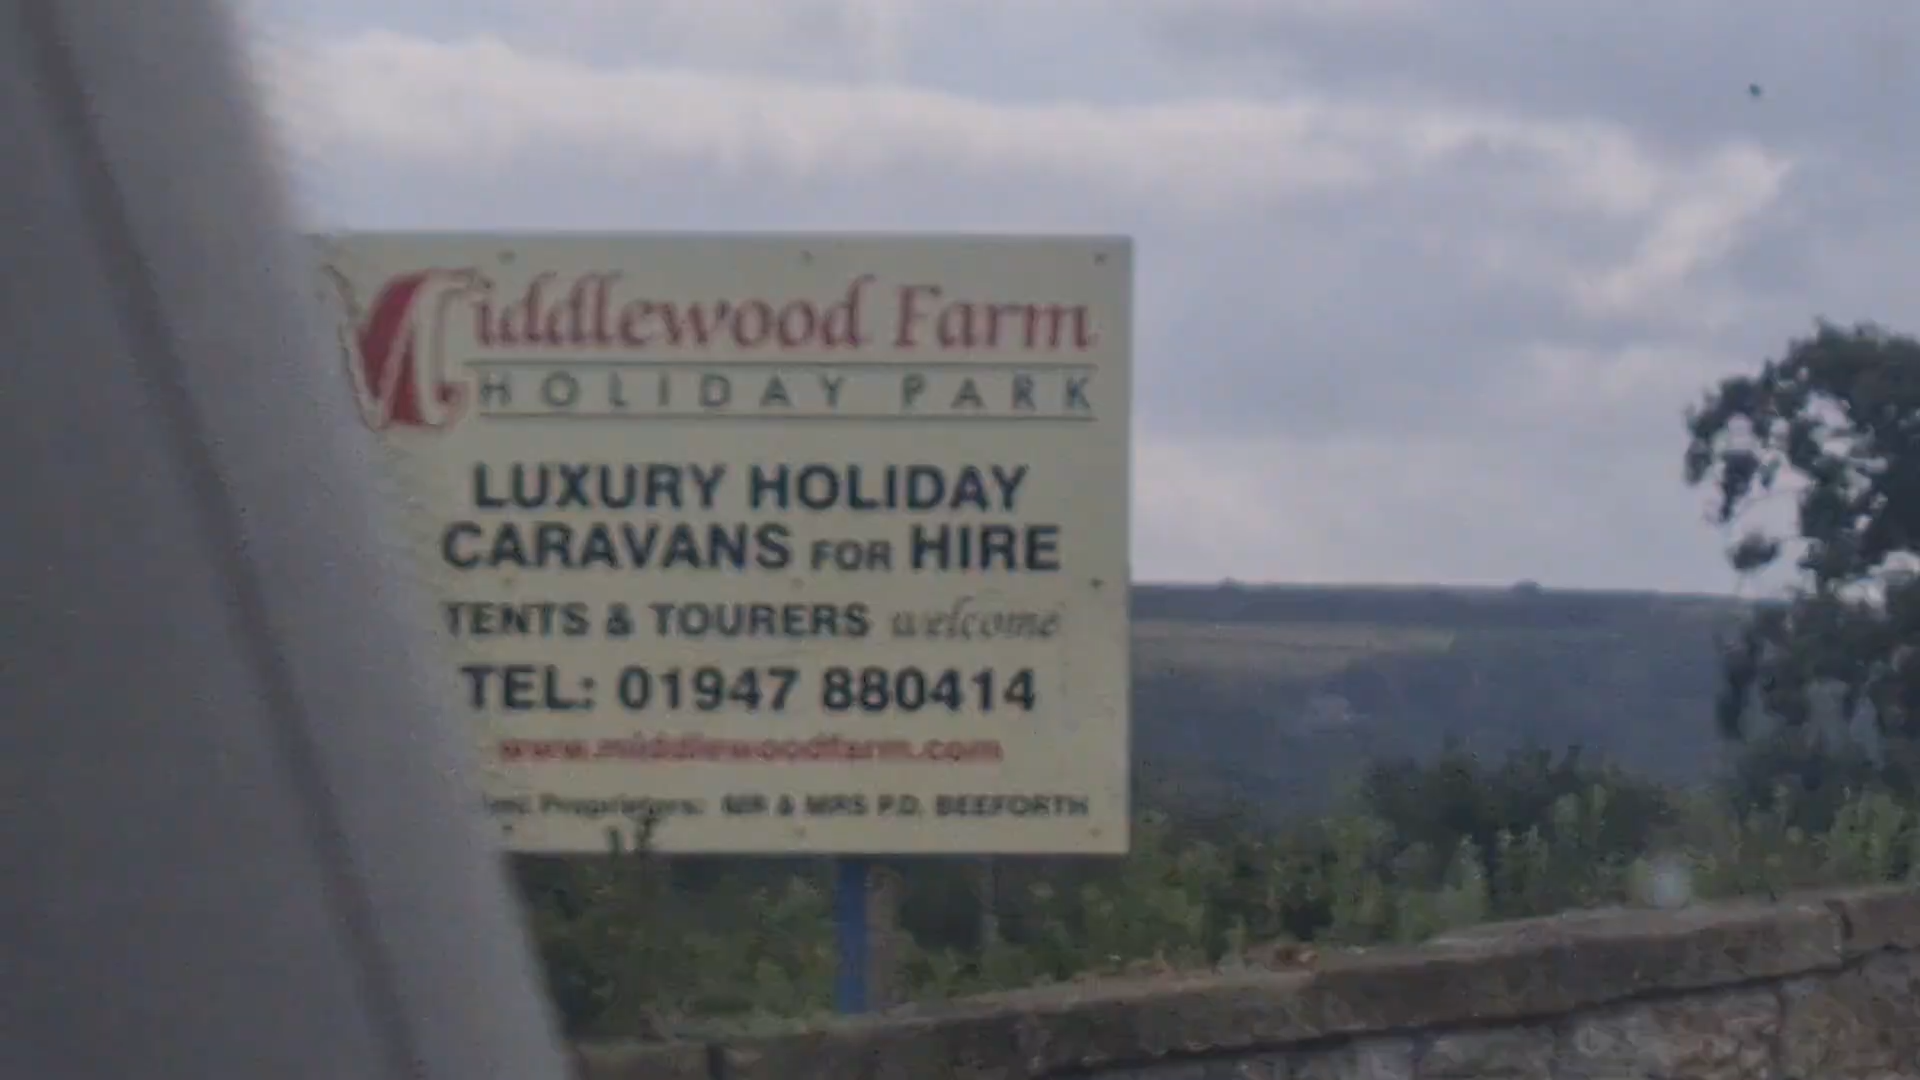 Middlewood Farm
HOLIDAY PARK
LUXURY HOLIDAY
CARAVANS FOR HIRE
TENTS & TOURERS welcome
TEL: 01947 880414
www.middlewoodfarm.com
Proprietors: MR & MRS P.D. BEEFORTH